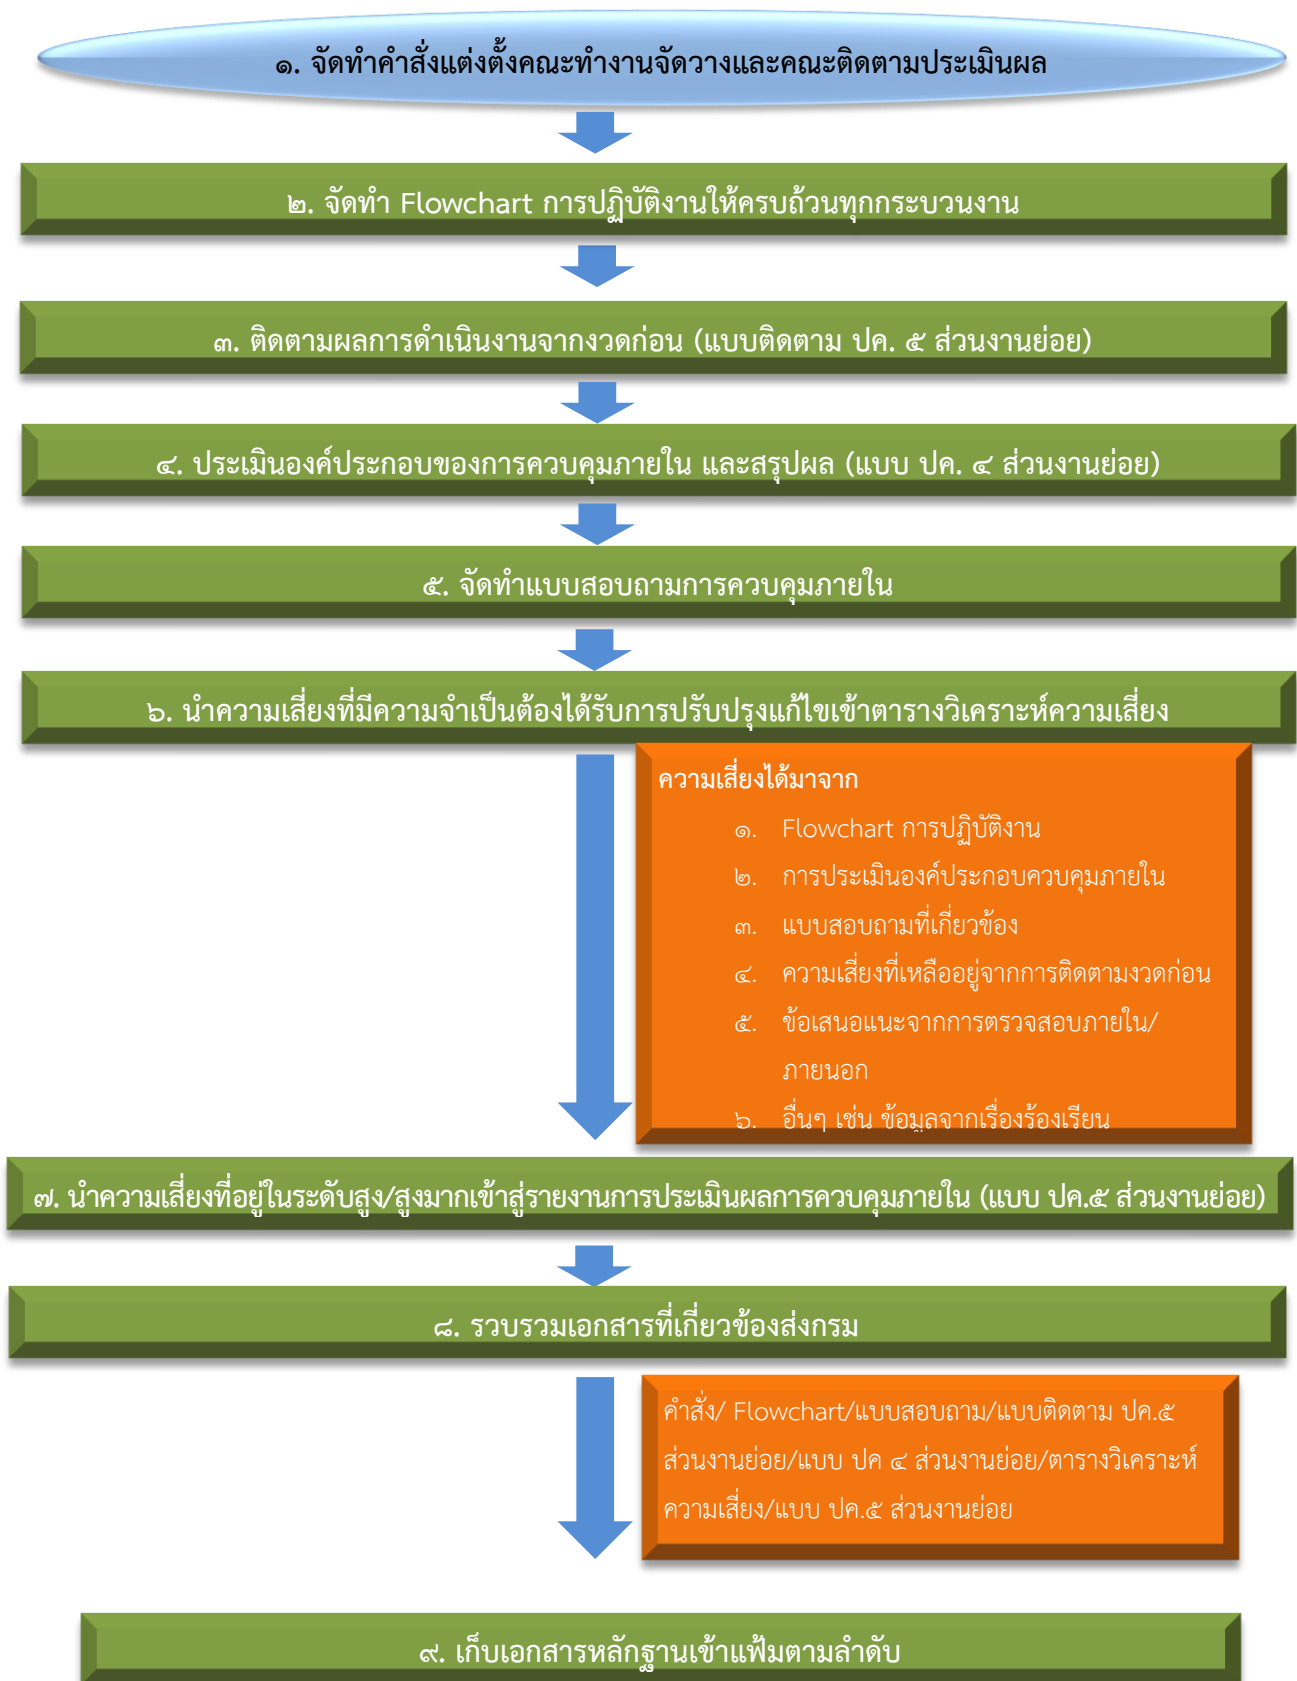 ๑. จัดทำคำสั่งแต่งตั้งคณะทำงานจัดวางและคณะติดตามประเมินผล
๒. จัดทำ Flowchart การปฏิบัติงานให้ครบถ้วนทุกกระบวนงาน
๓. ติดตามผลการดำเนินงานจากงวดก่อน (แบบติดตาม ปค. ๕ ส่วนงานย่อย)
๔. ประเมินองค์ประกอบของการควบคุมภายใน และสรุปผล (แบบ ปค. ๔ ส่วนงานย่อย)
๕. จัดทำแบบสอบถามการควบคุมภายใน
๖. นำความเสี่ยงที่มีความจำเป็นต้องได้รับการปรับปรุงแก้ไขเข้าตารางวิเคราะห์ความเสี่ยง
ความเสี่ยงได้มาจาก
๑. Flowchart การปฏิบัติงาน
๒. การประเมินองค์ประกอบควบคุมภายใน
๓. แบบสอบถามที่เกี่ยวข้อง
๔. ความเสี่ยงที่เหลืออยู่จากการติดตามงวดก่อน
๕. ข้อเสนอแนะจากการตรวจสอบภายใน/
ภายนอก
๖. อื่นๆ เช่น ข้อมูลจากเรื่องร้องเรียน
๗. นำความเสี่ยงที่อยู่ในระดับสูง/สูงมากเข้าสู่รายงานการประเมินผลการควบคุมภายใน (แบบ ปค.๕ ส่วนงานย่อย)
๘. รวบรวมเอกสารที่เกี่ยวข้องส่งกรม
คำสั่ง/ Flowchart/แบบสอบถาม/แบบติดตาม ปค.๕
ส่วนงานย่อย/แบบ ปค ๔ ส่วนงานย่อย/ตารางวิเคราะห์
ความเสี่ยง/แบบ ปค.๕ ส่วนงานย่อย
๙. เก็บเอกสารหลักฐานเข้าแฟ้มตามลำดับ